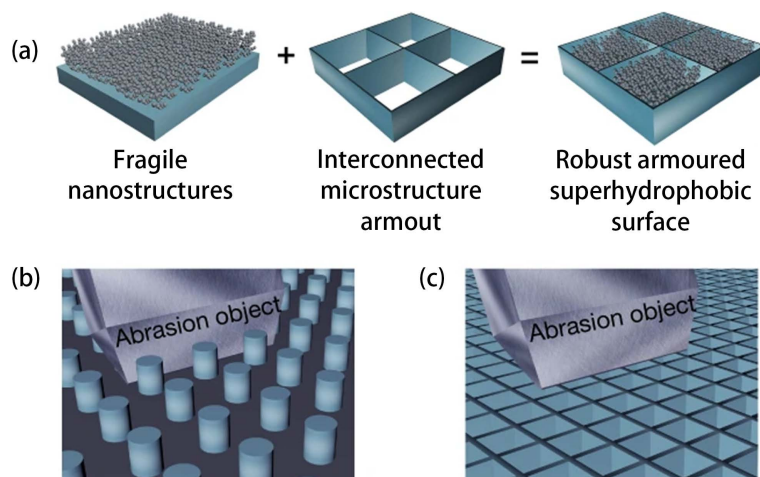 (a)
+
=
Fragile
nanostructures
Interconnected
microstructure
armout
Robust armoured
superhydrophobic
surface
(b)
Abrasion object
(c)
Abrasion object